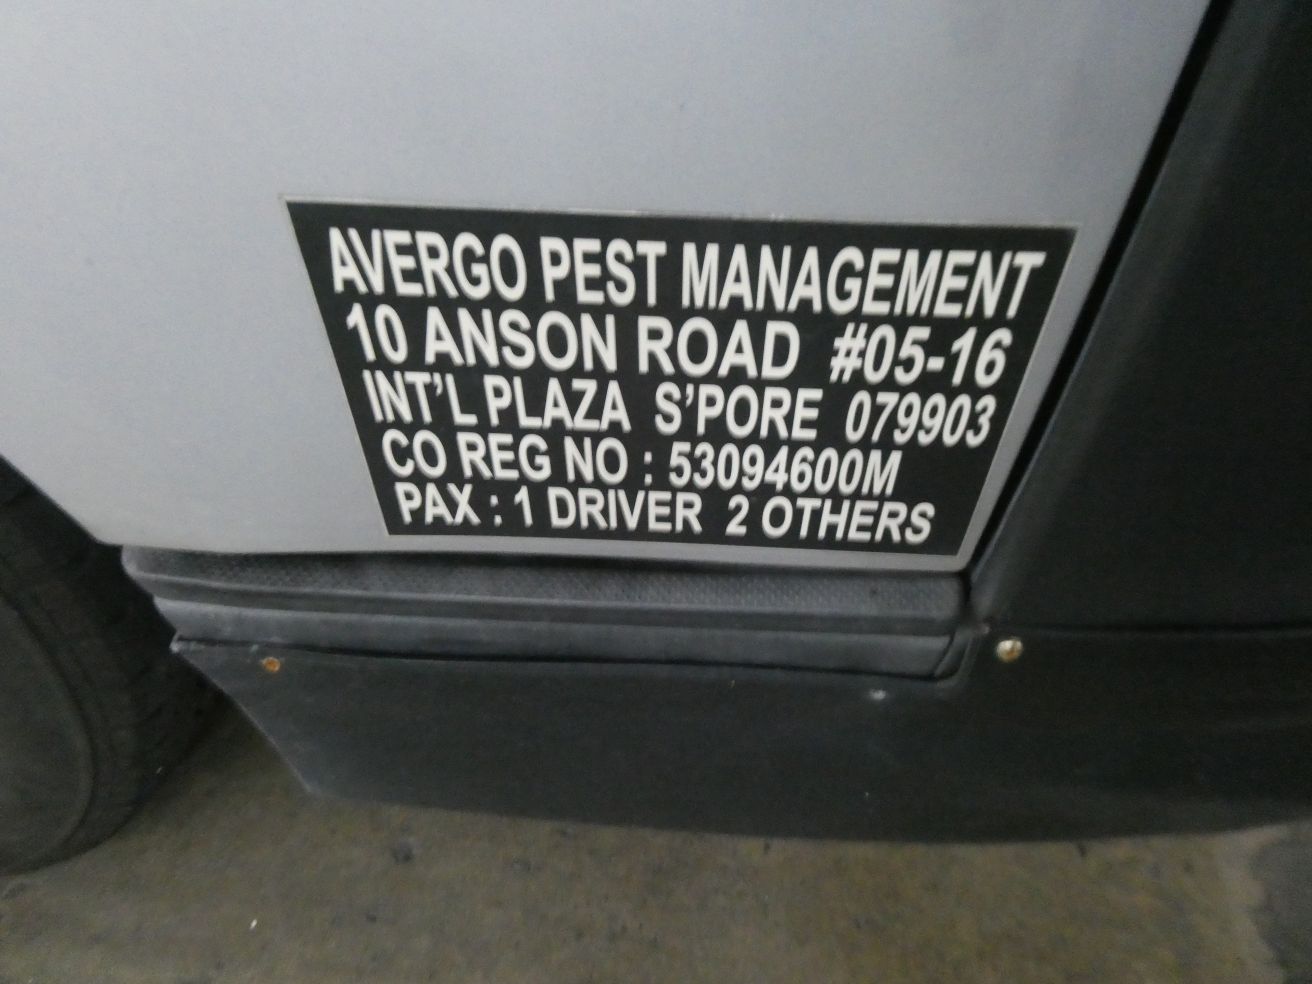 AVERGO PEST MANAGEMENT
10 ANSON ROAD #05-16
INT'L PLAZA S'PORE 079903
CO REG NO : 53094600M
PAX : 1 DRIVER 2 OTHERS